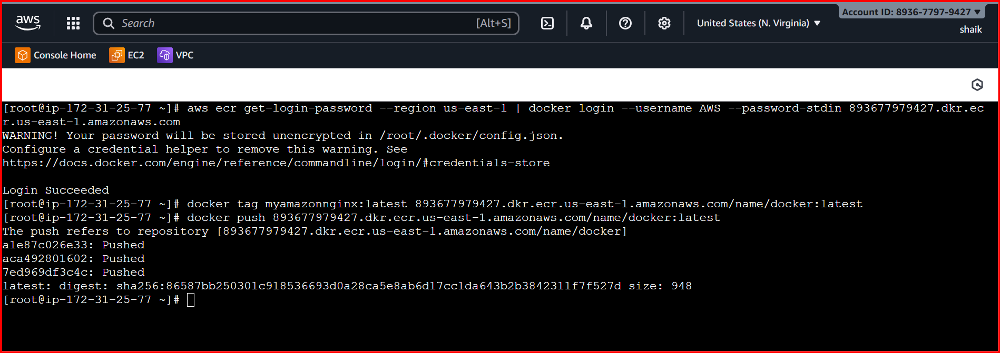 aws
Search
[Alt+S]
United States (N. Virginia)
Account ID: 8936-7797-9427
shaik
Console Home
EC2
VPC
[root@ip-172-31-25-77 ~]# aws ecr get-login-password --region us-east-1 | docker login --username AWS --password-stdin 893677979427.dkr.ec
r.us-east-1.amazonaws.com
WARNING! Your password will be stored unencrypted in /root/.docker/config.json.
Configure a credential helper to remove this warning. See
https://docs.docker.com/engine/reference/commandline/login/#credentials-store
Login Succeeded
[root@ip-172-31-25-77 ~]# docker tag myamazonnginx:latest 893677979427.dkr.ecr.us-east-1.amazonaws.com/name/docker:latest
[root@ip-172-31-25-77 ~]# docker push 893677979427.dkr.ecr.us-east-1.amazonaws.com/name/docker:latest
The push refers to repository [893677979427.dkr.ecr.us-east-1.amazonaws.com/name/docker]
a1e87c026e33: Pushed
aca492801602: Pushed
7ed969df3c4c: Pushed
latest: digest: sha256:86587bb250301c918536693d0a28ca5e8ab6d17cc1da643b2b3842311f7f527d size: 948
[root@ip-172-31-25-77 ~]#